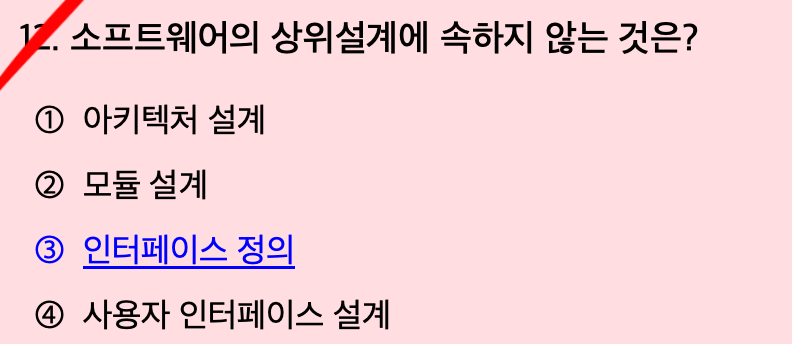 12. 소프트웨어의 상위설계에 속하지 않는 것은?
① 아키텍처 설계
② 모듈 설계
③ 인터페이스 정의
④ 사용자 인터페이스 설계